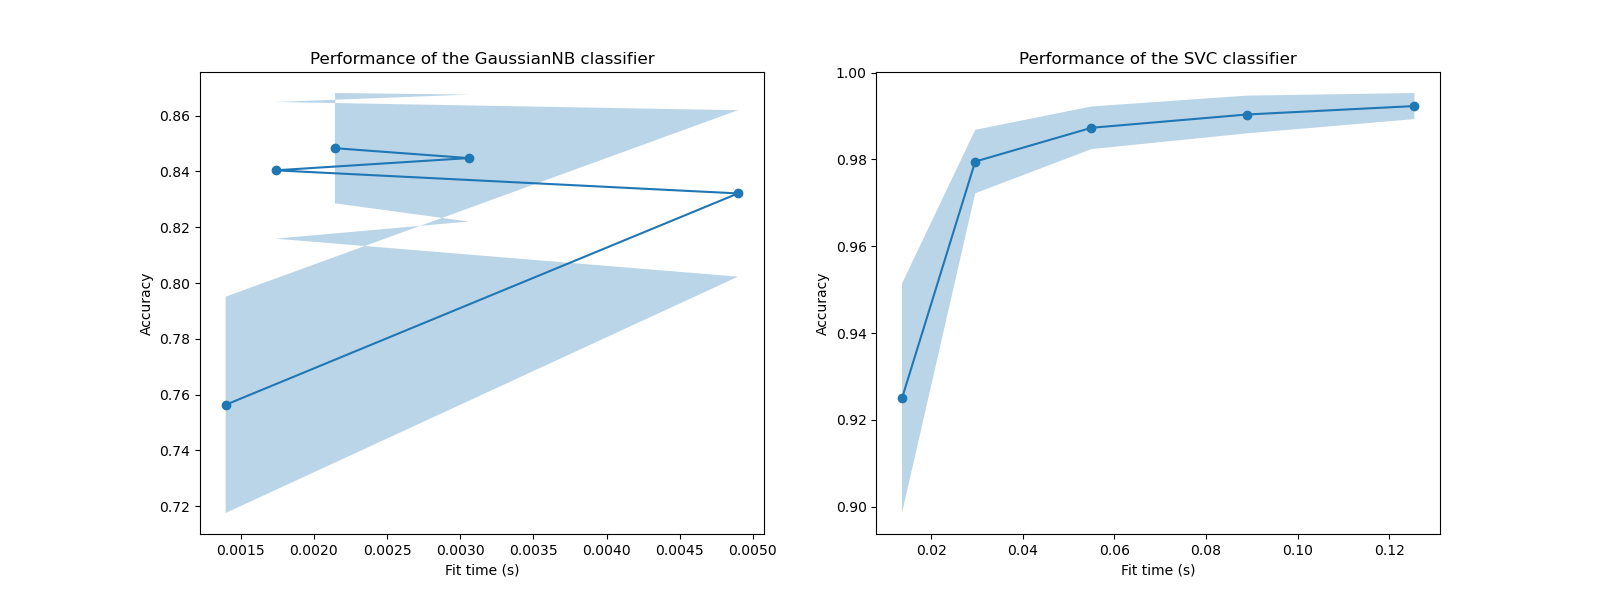 Performance of the GaussianNB classifier
Accuracy
0.86
0.84
0.82
0.80
0.78
0.76
0.74
0.72
0.0015 0.0020 0.0025 0.0030 0.0035 0.0040 0.0045 0.0050
Fit time (s)
Performance of the SVC classifier
Accuracy
1.00
0.98
0.96
0.94
0.92
0.90
0.02 0.04 0.06 0.08 0.10 0.12
Fit time (s)